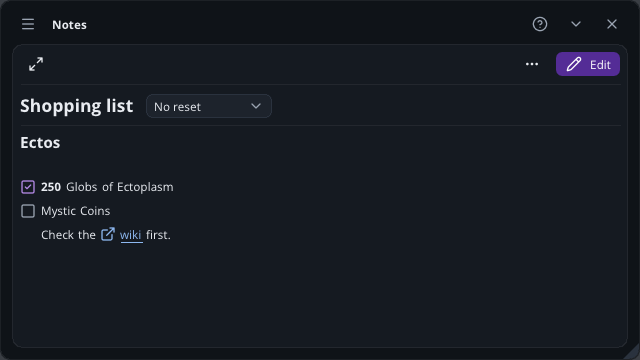 Notes
Edit
Shopping list No reset
Ectos
250 Globs of Ectoplasm
Mystic Coins
Check the wiki first.